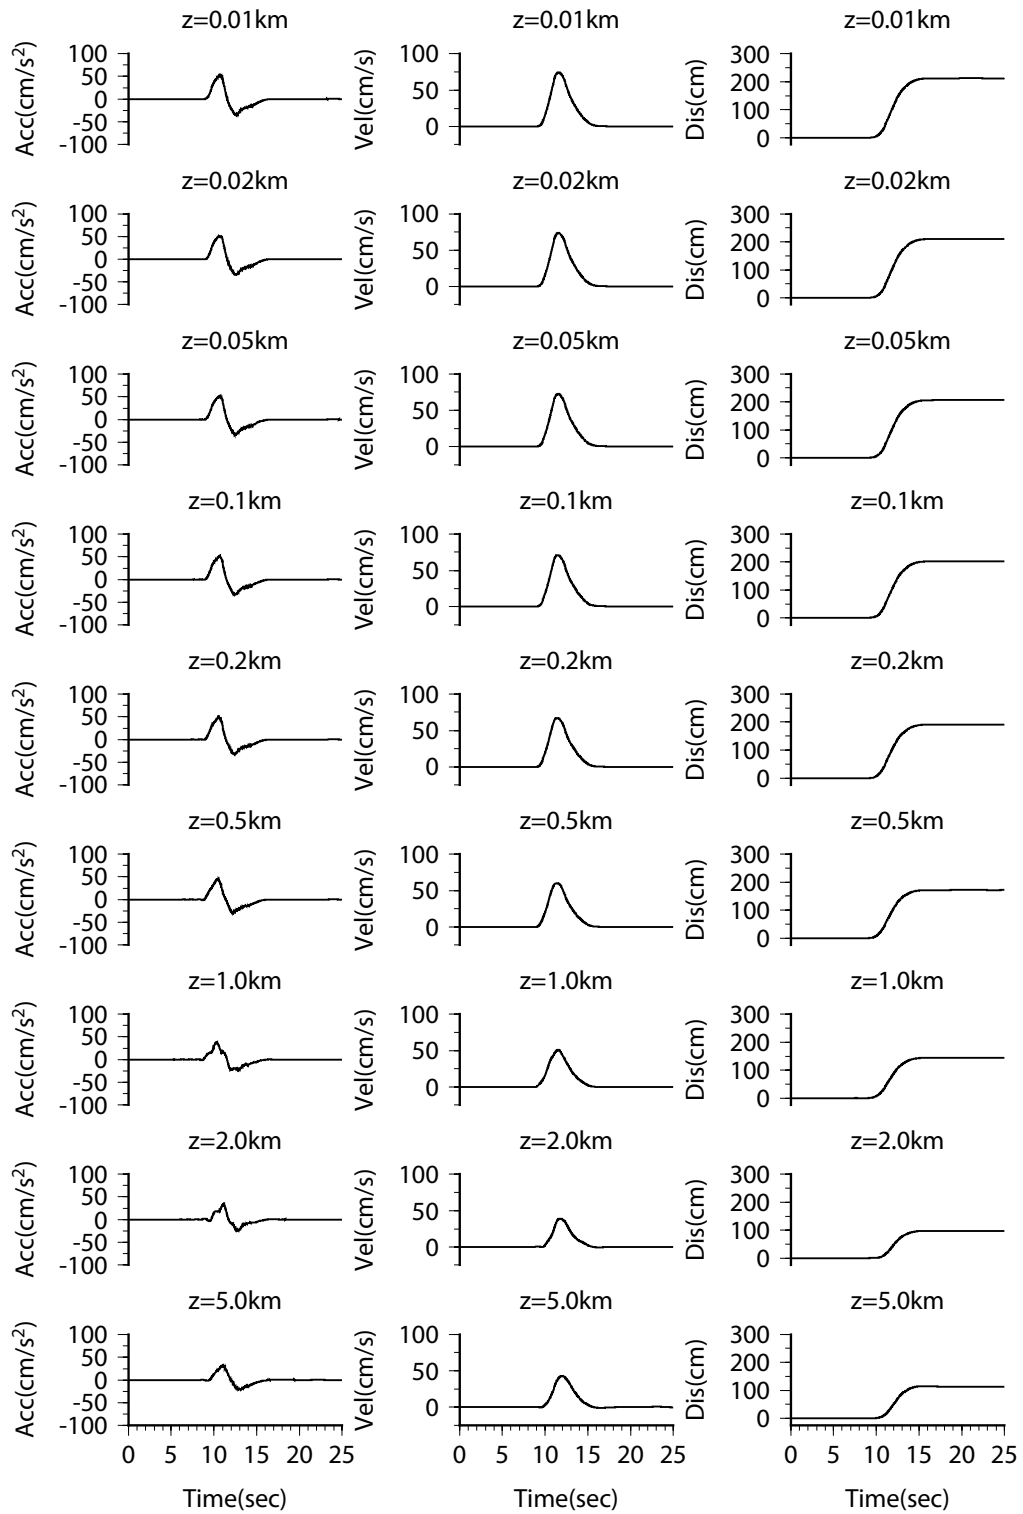 z=0.01km z=0.01km z=0.01km
Acc(cm/s²) 100 50 0 -50 -100 Vel(cm/s) 100 50 0 Dis(cm) 300 200 100 0
z=0.02km z=0.02km z=0.02km
Acc(cm/s²) 100 50 0 -50 -100 Vel(cm/s) 100 50 0 Dis(cm) 300 200 100 0
z=0.05km z=0.05km z=0.05km
Acc(cm/s²) 100 50 0 -50 -100 Vel(cm/s) 100 50 0 Dis(cm) 300 200 100 0
z=0.1km z=0.1km z=0.1km
Acc(cm/s²) 100 50 0 -50 -100 Vel(cm/s) 100 50 0 Dis(cm) 300 200 100 0
z=0.2km z=0.2km z=0.2km
Acc(cm/s²) 100 50 0 -50 -100 Vel(cm/s) 100 50 0 Dis(cm) 300 200 100 0
z=0.5km z=0.5km z=0.5km
Acc(cm/s²) 100 50 0 -50 -100 Vel(cm/s) 100 50 0 Dis(cm) 300 200 100 0
z=1.0km z=1.0km z=1.0km
Acc(cm/s²) 100 50 0 -50 -100 Vel(cm/s) 100 50 0 Dis(cm) 300 200 100 0
z=2.0km z=2.0km z=2.0km
Acc(cm/s²) 100 50 0 -50 -100 Vel(cm/s) 100 50 0 Dis(cm) 300 200 100 0
z=5.0km z=5.0km z=5.0km
Acc(cm/s²) 100 50 0 -50 -100 Vel(cm/s) 100 50 0 Dis(cm) 300 200 100 0
0 5 10 15 20 25 0 5 10 15 20 25 0 5 10 15 20 25
Time(sec) Time(sec) Time(sec)